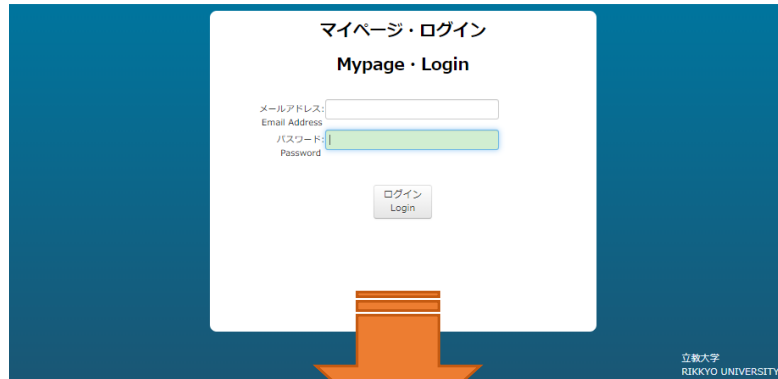 マイページ・ログイン
Mypage・Login
メールアドレス:
Email Address
パスワード:
Password
ログイン
Login
立教大学
RIKKYO UNIVERSITY